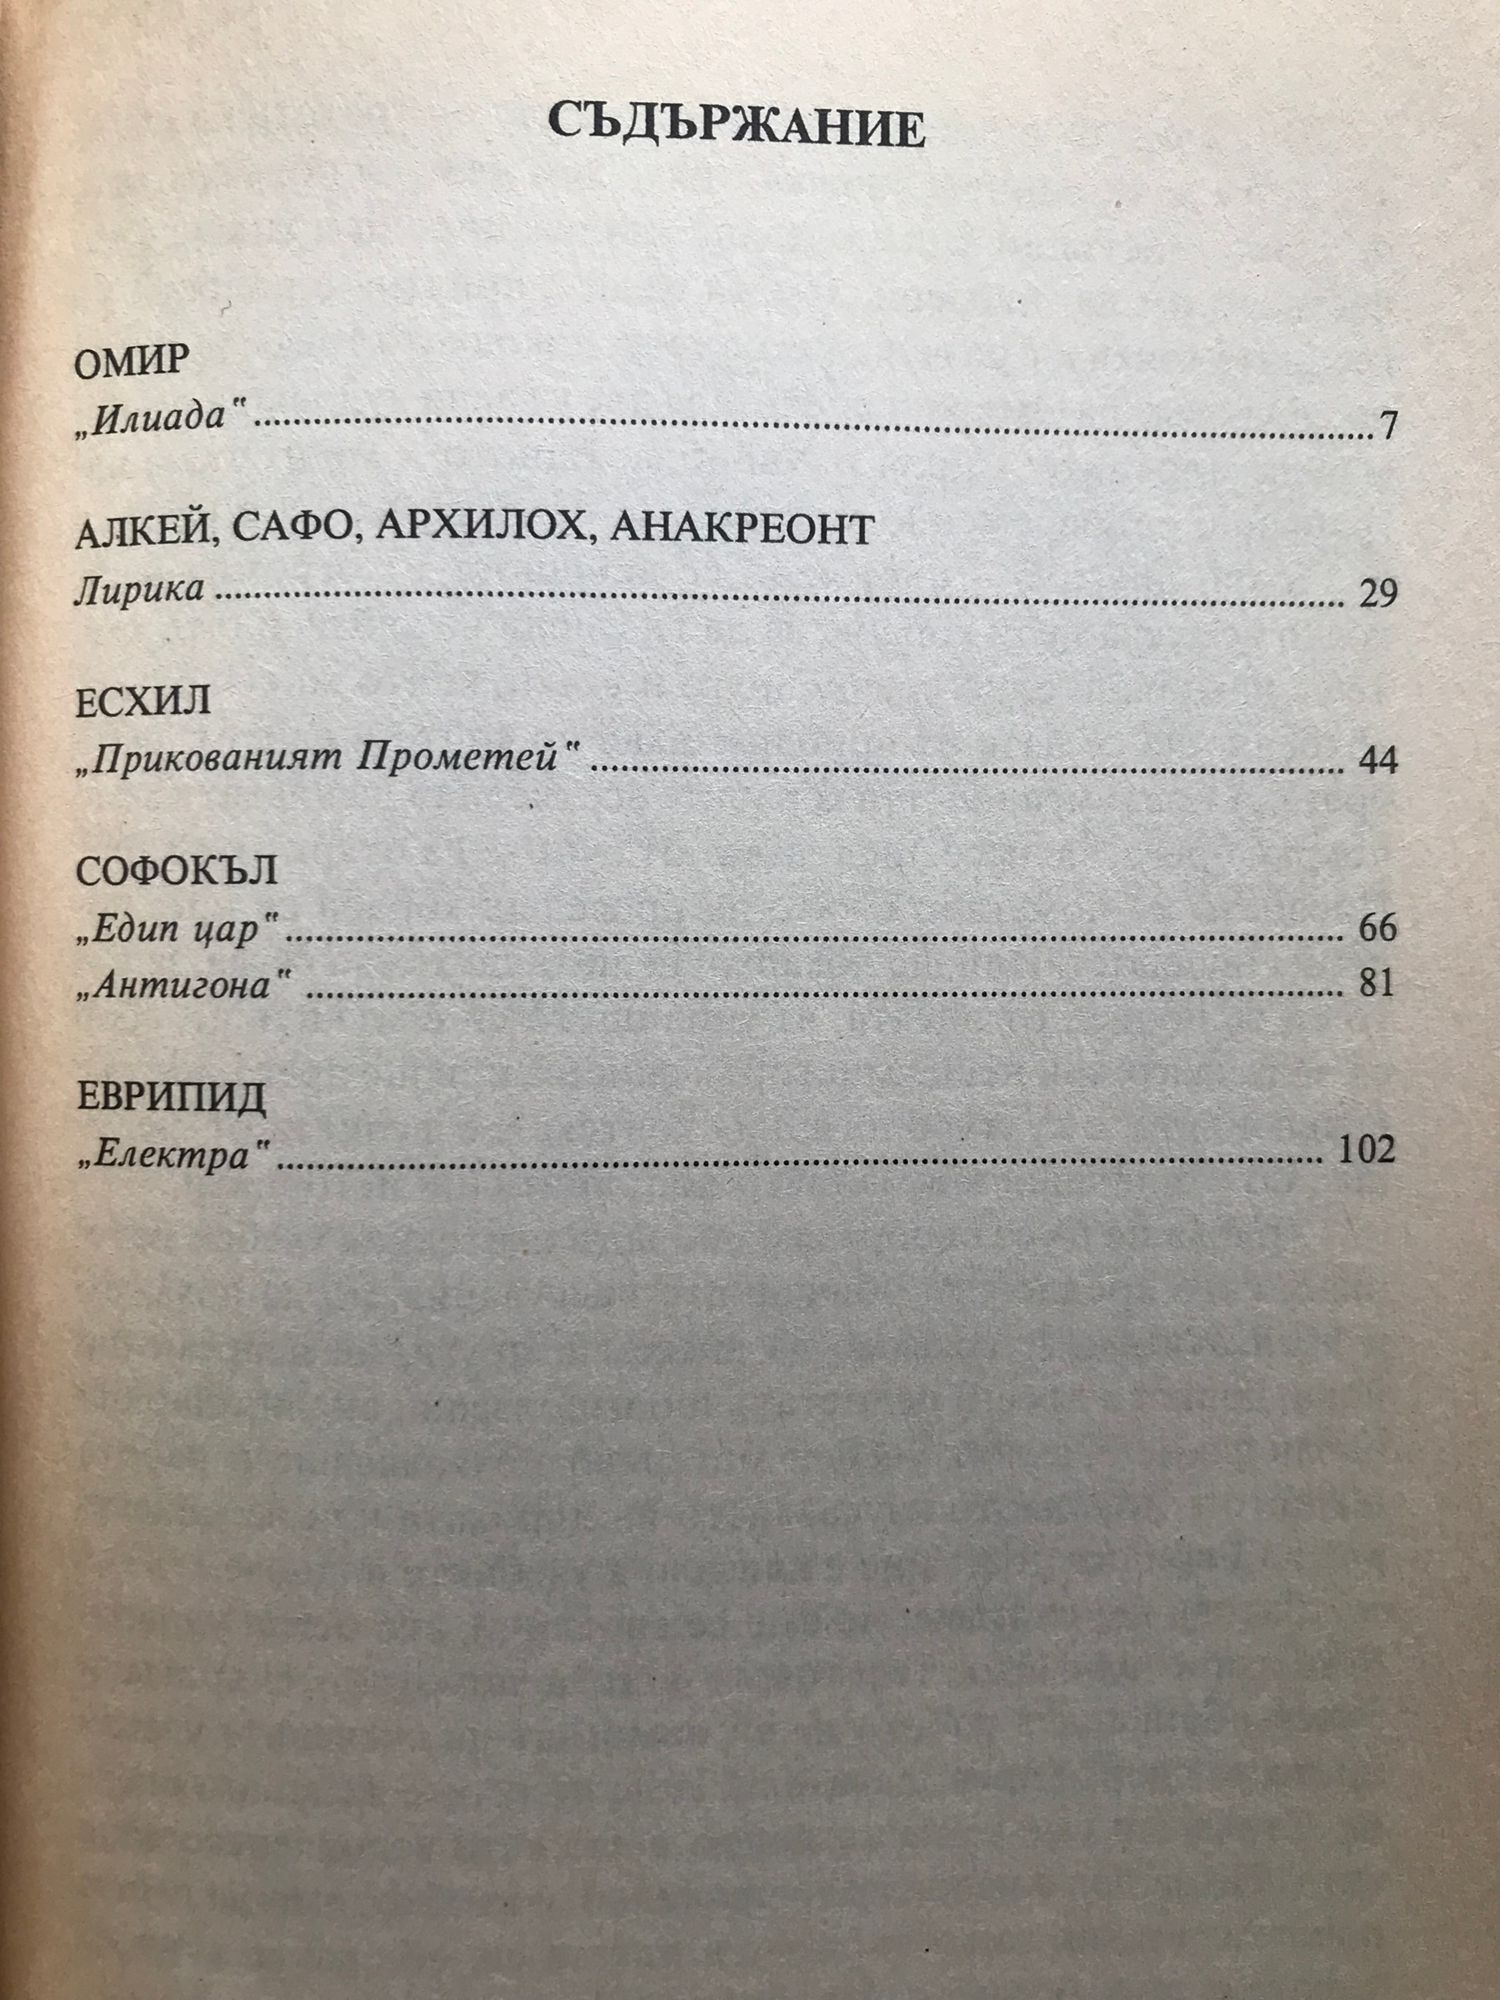 СЪДЪРЖАНИЕ
ОМИР
„Илиада“........................................7
АЛКЕЙ, САФО, АРХИЛОХ, АНАКРЕОНТ
Лирика ........................................ 29
ЕСХИЛ
„Прикованият Прометей“........................................ 44
СОФОКЪЛ
„Едип цар“........................................ 66
„Антигона“ ........................................ 81
ЕВРИПИД
„Електра“........................................ 102